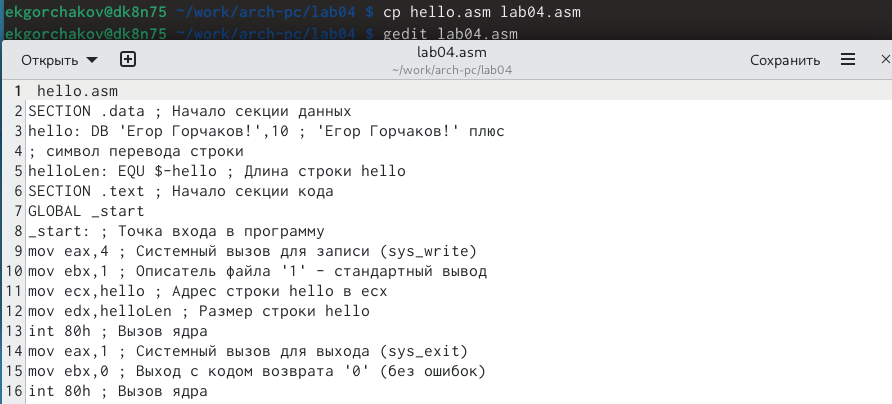 ekgorchakov@dk8n75 ~/work/arch-pc/lab04 $ cp hello.asm lab04.asm
ekgorchakov@dk8n75 ~/work/arch-pc/lab04 $ gedit lab04.asm
Открыть
lab04.asm
~/work/arch-pc/lab04
Сохранить
1 hello.asm
2 SECTION .data ; Начало секции данных
3 hello: DB 'Егор Горчаков!',10 ; 'Егор Горчаков!' плюс
4 ; символ перевода строки
5 helloLen: EQU $-hello ; Длина строки hello
6 SECTION .text ; Начало секции кода
7 GLOBAL _start
8 _start: ; Точка входа в программу
9 mov eax,4 ; Системный вызов для записи (sys_write)
10 mov ebx,1 ; Описатель файла '1' - стандартный вывод
11 mov ecx,hello ; Адрес строки hello в ecx
12 mov edx,helloLen ; Размер строки hello
13 int 80h ; Вызов ядра
14 mov eax,1 ; Системный вызов для выхода (sys_exit)
15 mov ebx,0 ; Выход с кодом возврата '0' (без ошибок)
16 int 80h ; Вызов ядра